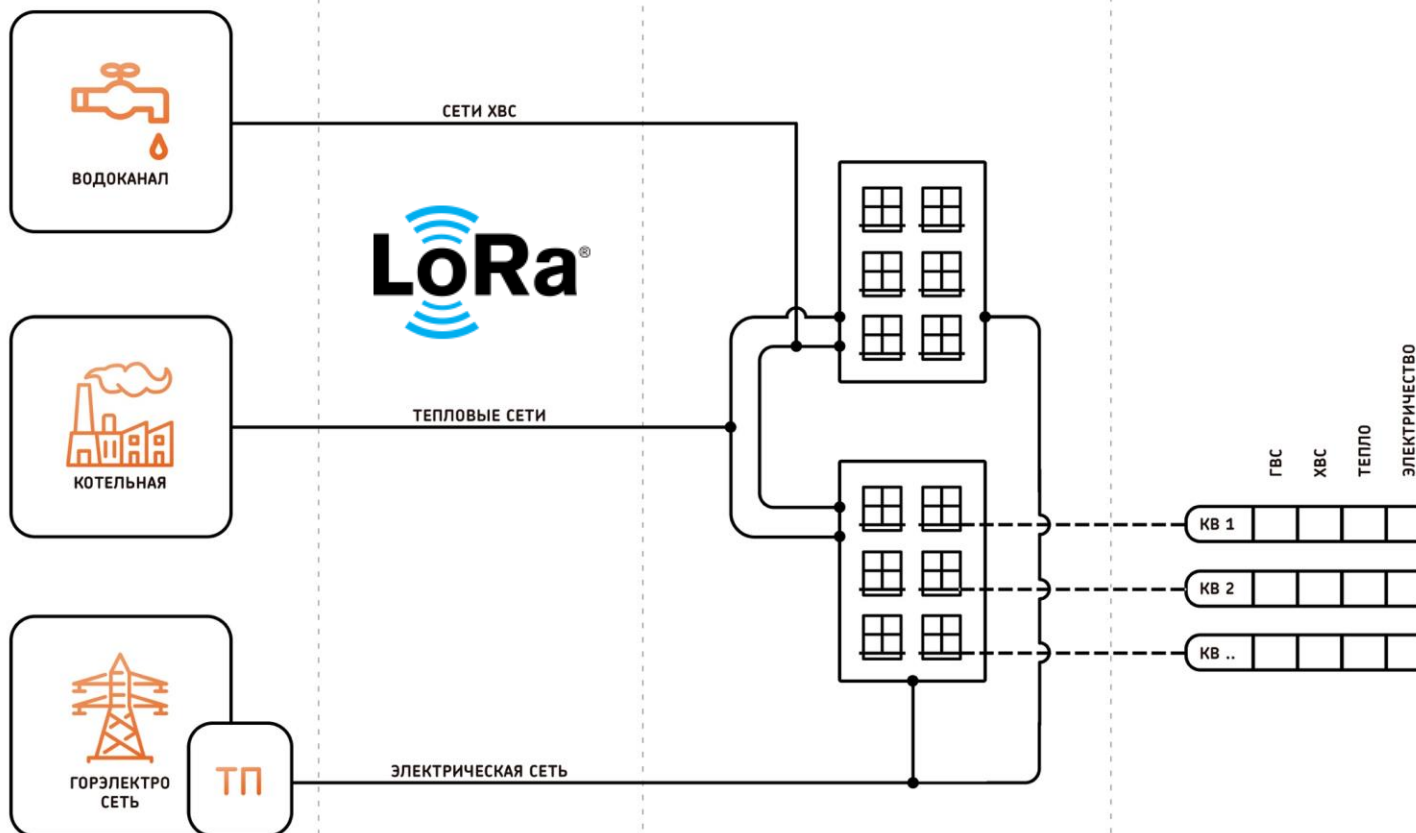 ВОДОКАНАЛ
СЕТИ ХВС
LoRa®
КОТЕЛЬНАЯ
ТЕПЛОВЫЕ СЕТИ
ГОРЭЛЕКТРО
СЕТЬ
ТП
ЭЛЕКТРИЧЕСКАЯ СЕТЬ
ГВС
ХВС
ТЕПЛО
ЭЛЕКТРИЧЕСТВО
КВ 1
КВ 2
КВ ..